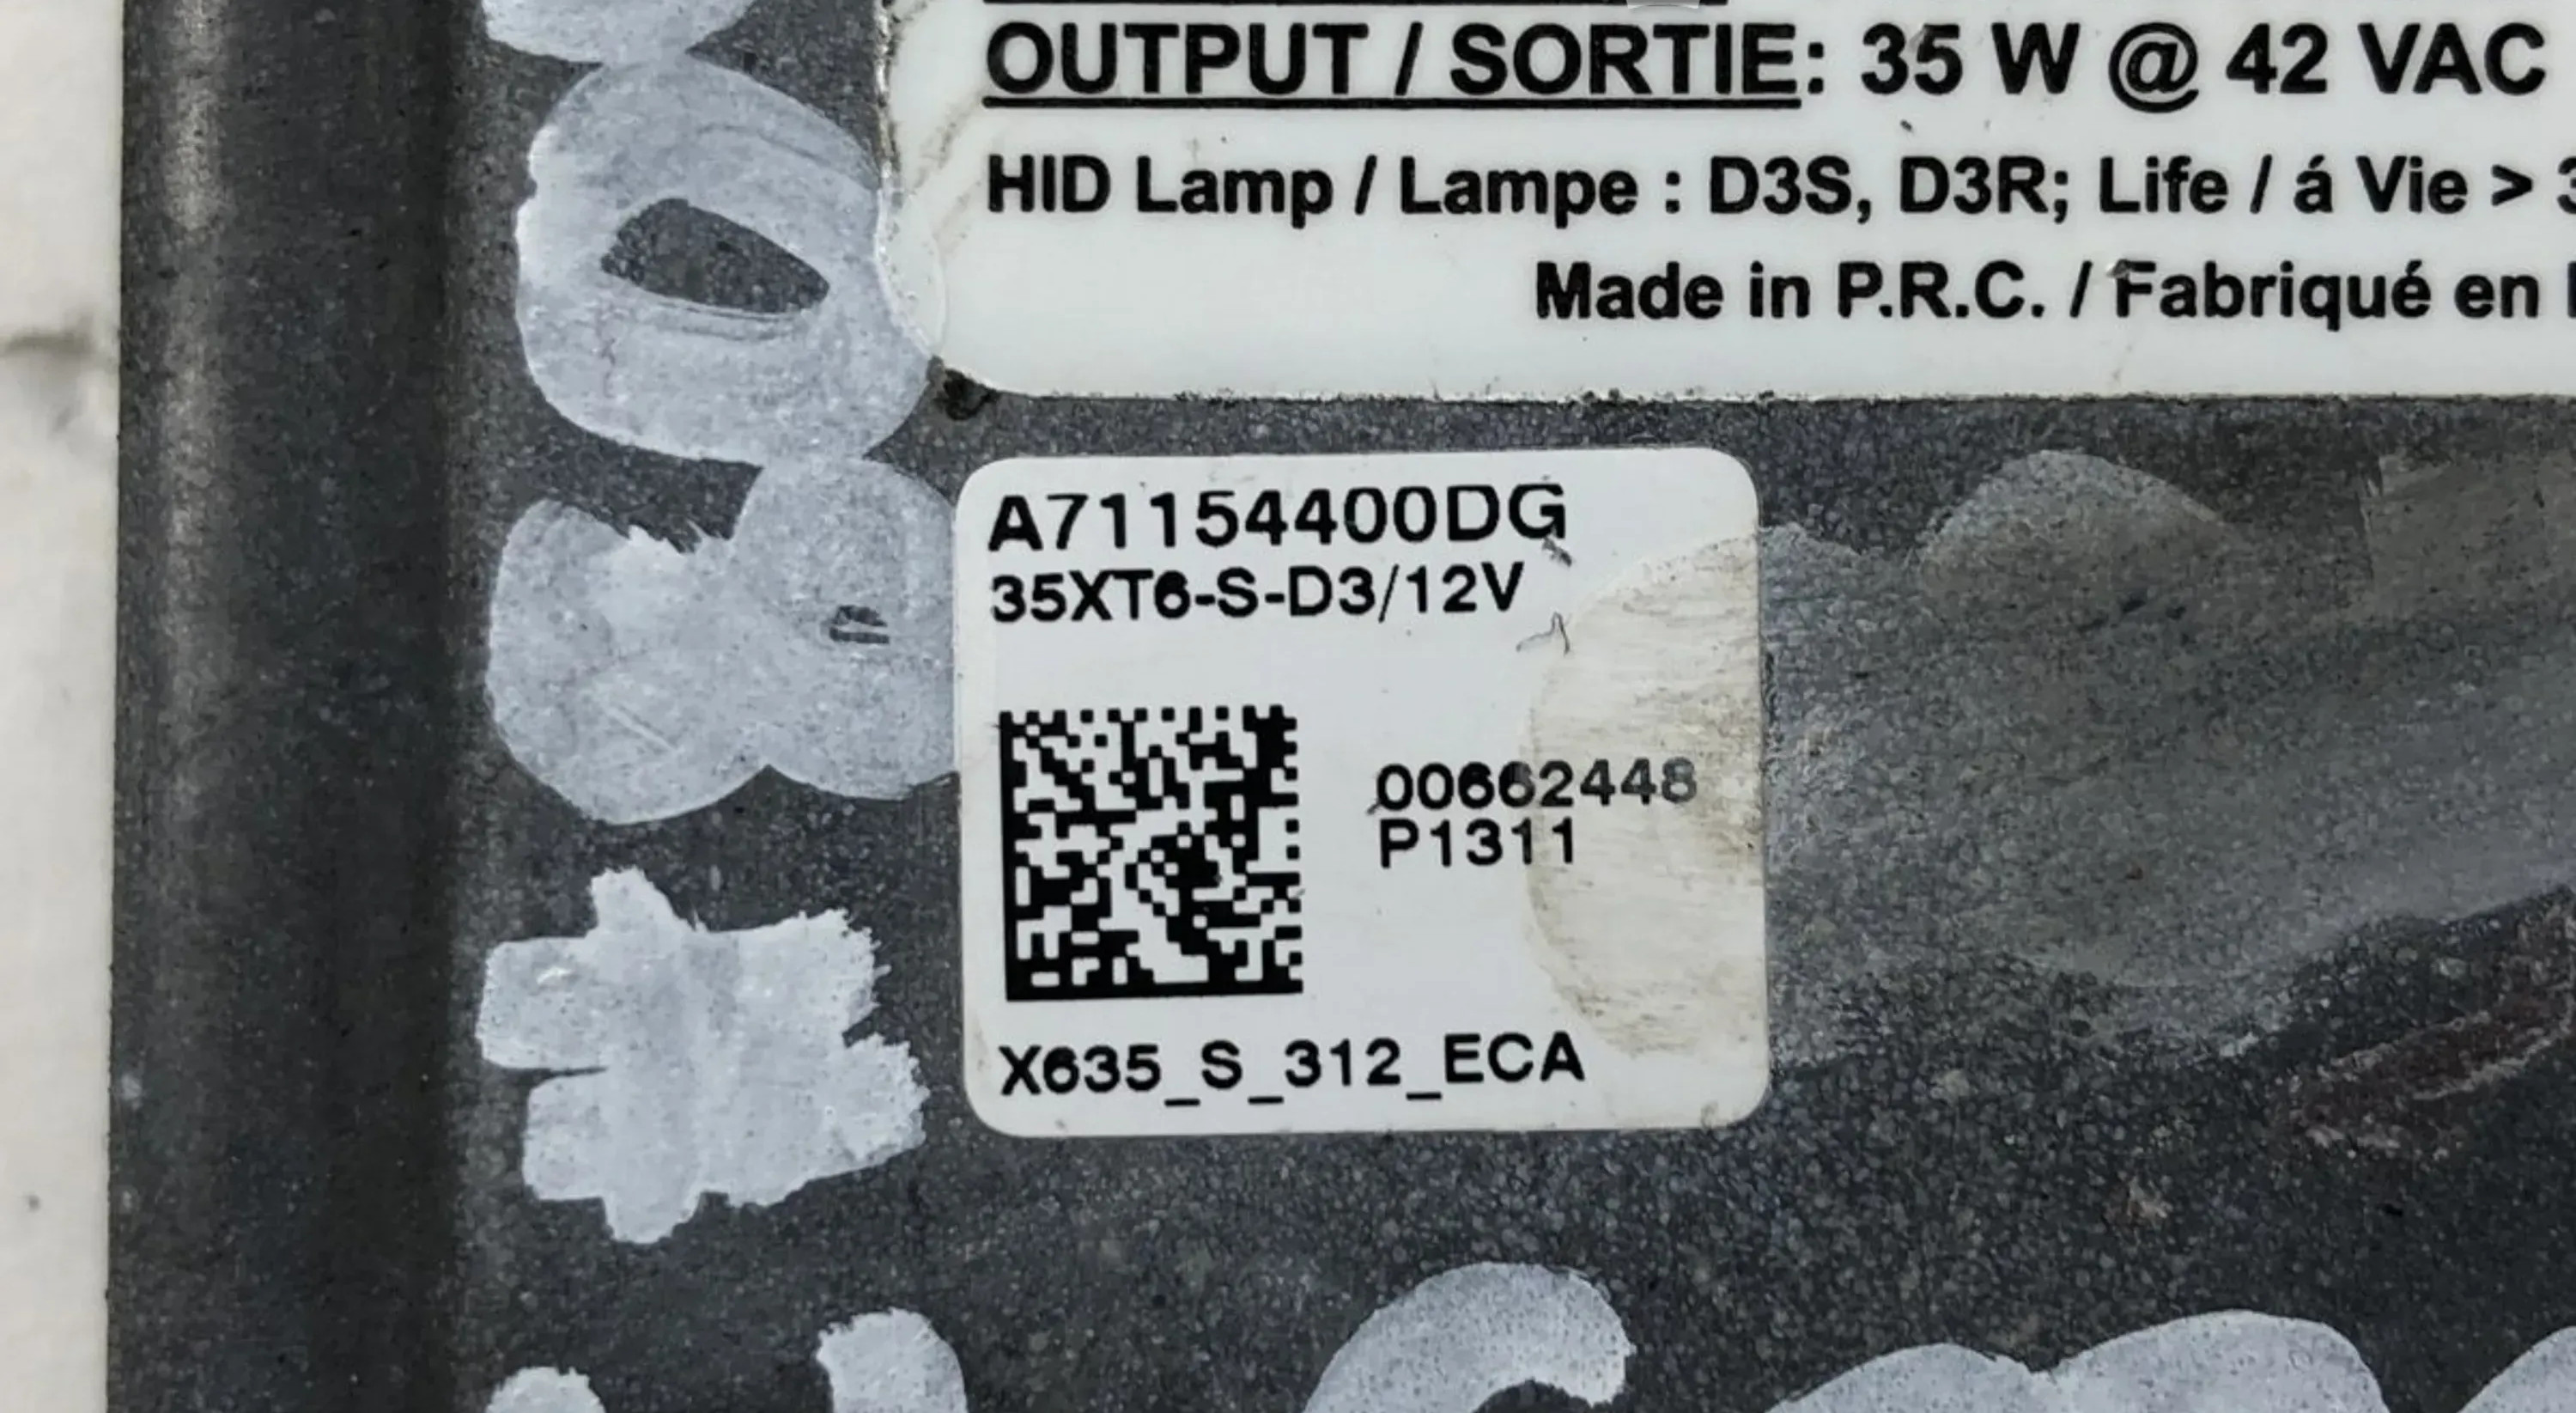 OUTPUT / SORTIE: 35 W @ 42 VAC
HID Lamp / Lampe : D3S, D3R; Life / á Vie >
Made in P.R.C. / Fabriqué en
A71154400DG
35XT6-S-D3/12V
00662448
P1311
X635_S_312_ECA